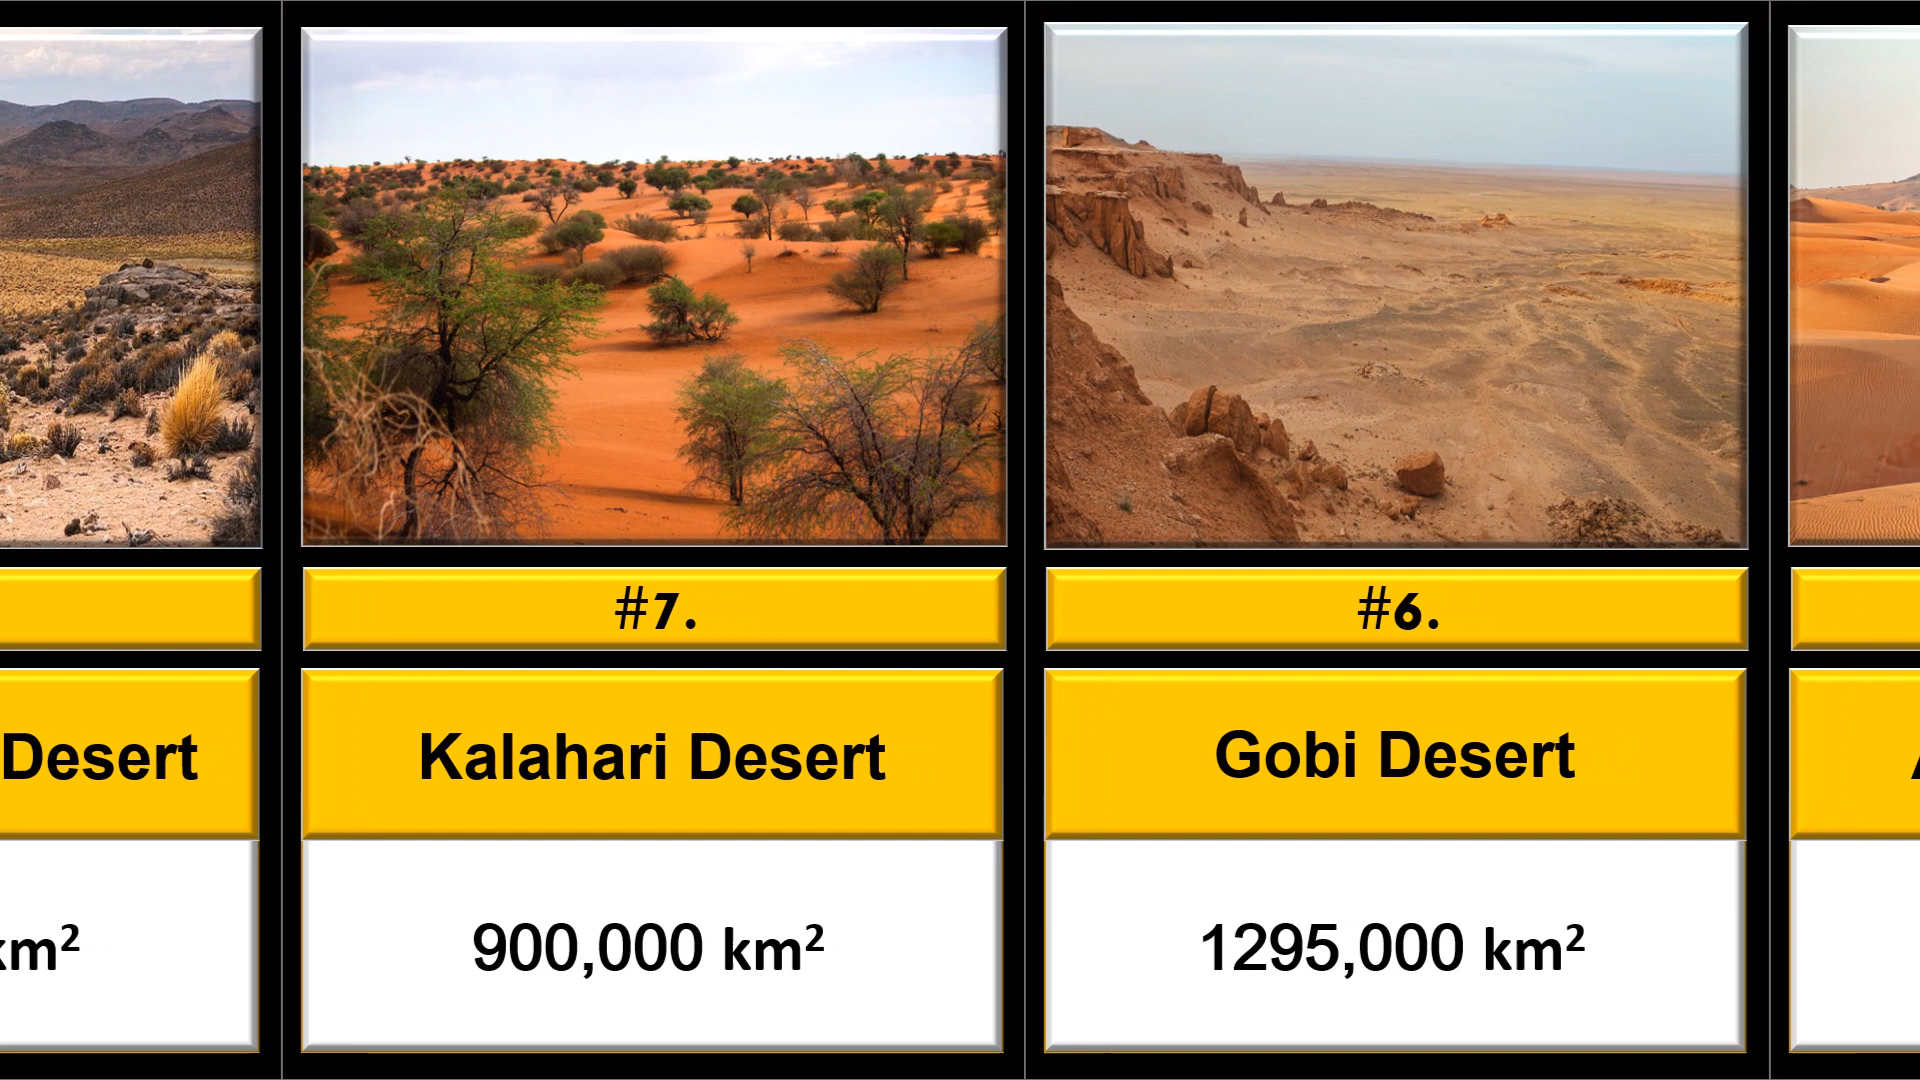 Desert
km²
#7.
Kalahari Desert
900,000 km²
#6.
Gobi Desert
1295,000 km²